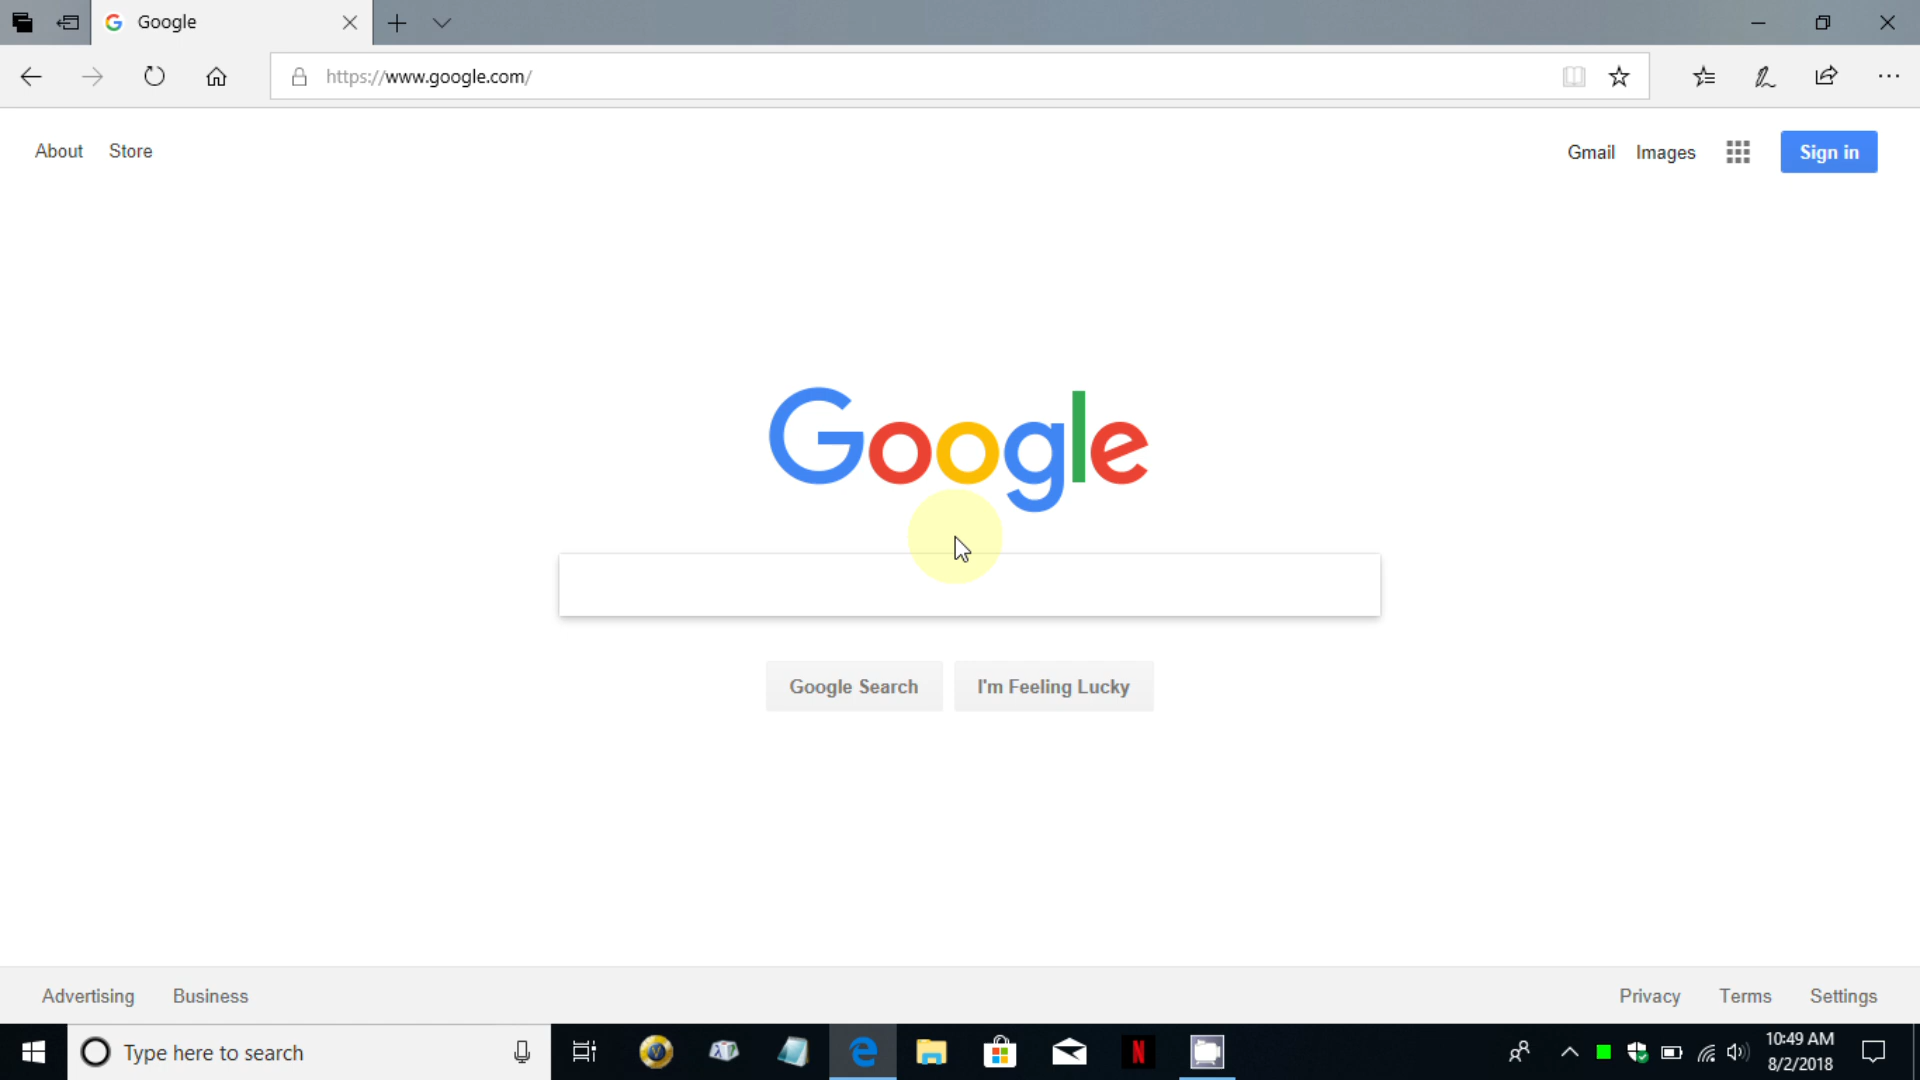 Google
https://www.google.com/
About Store
Gmail Images Sign in
Google
Google Search I'm Feeling Lucky
Advertising Business
Privacy Terms Settings
Type here to search
10:49 AM
8/2/2018